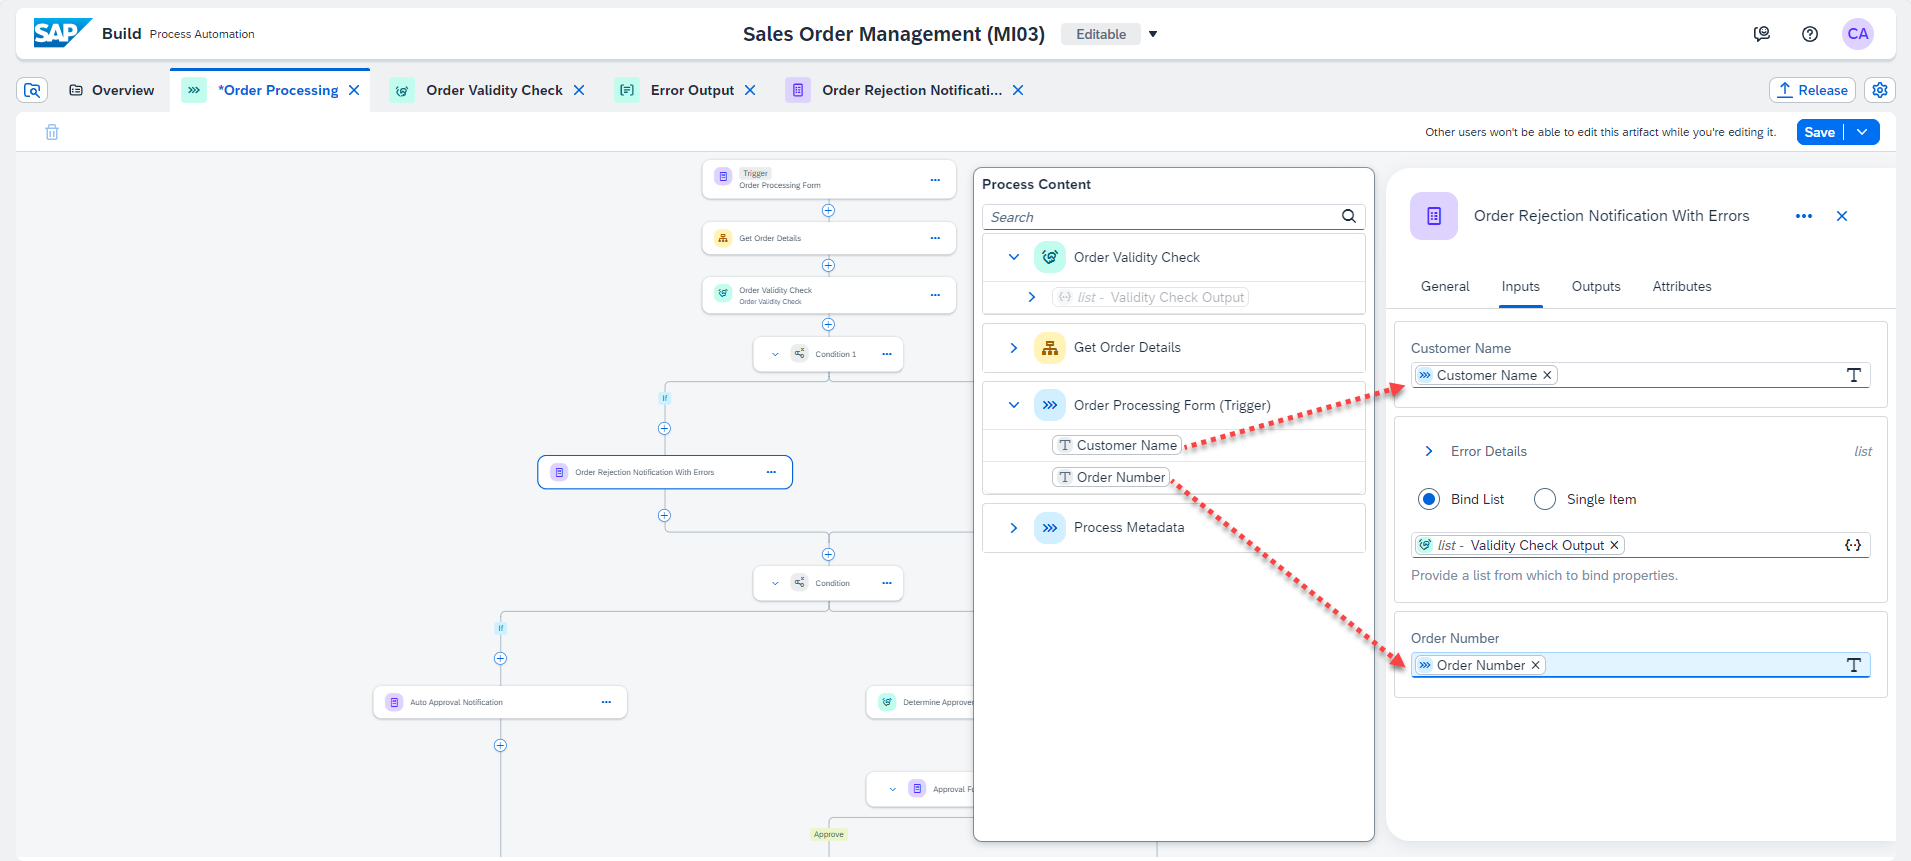 SAP Build Process Automation
Sales Order Management (MI03) Editable
CA
Overview
*Order Processing
Order Validity Check
Error Output
Order Rejection Notificati...
Release
Other users won't be able to edit this artifact while you're editing it.
Save
Trigger
Order Processing Form
Get Order Details
Order Validity Check
Order Validity Check
Condition 1
If
Order Rejection Notification With Errors
Condition
If
Auto Approval Notification
Determine Approver
Approval Fo
Approve
Process Content
Search
Order Validity Check
list - Validity Check Output
Get Order Details
Order Processing Form (Trigger)
Customer Name
Order Number
Process Metadata
Order Rejection Notification With Errors
General Inputs Outputs Attributes
Customer Name
Customer Name
Error Details list
Bind List Single Item
list - Validity Check Output
Provide a list from which to bind properties.
Order Number
Order Number